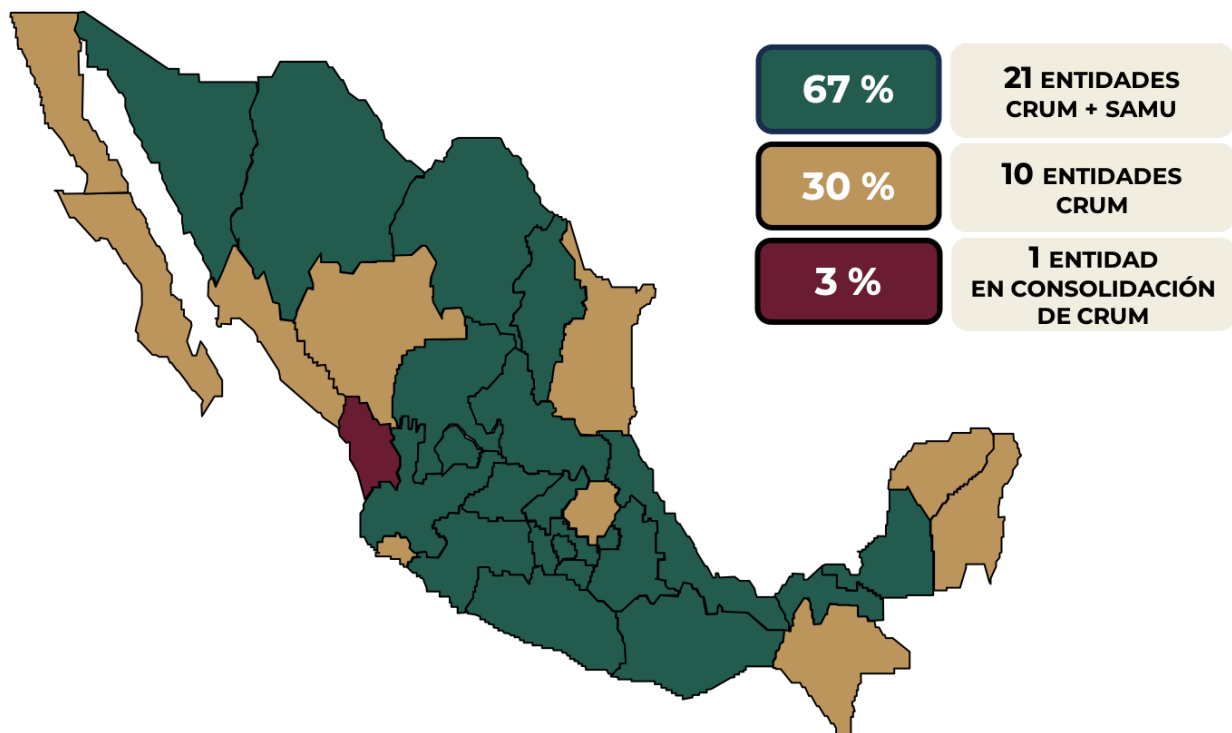 67 %
21 ENTIDADES
CRUM + SAMU
30 %
10 ENTIDADES
CRUM
3 %
1 ENTIDAD
EN CONSOLIDACIÓN
DE CRUM